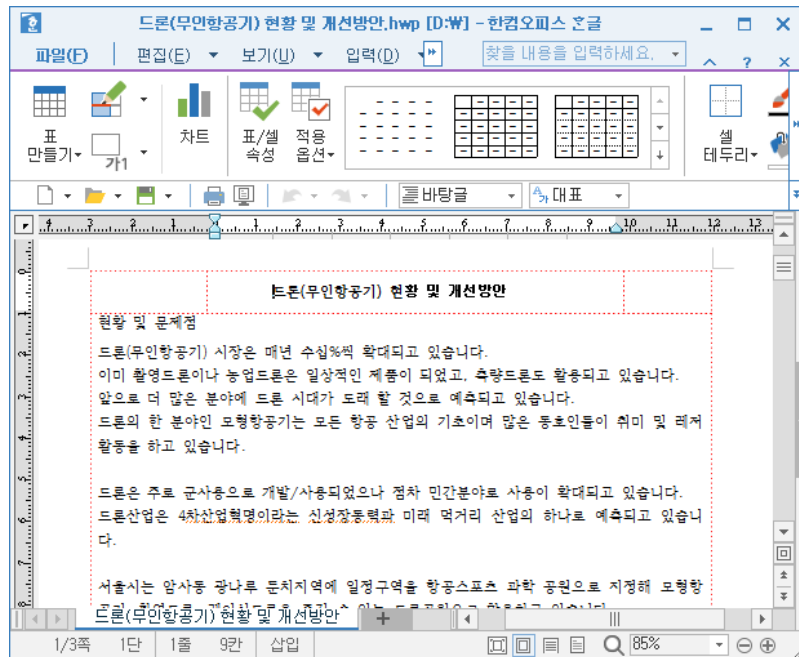 드론(무인항공기) 현황 및 개선방안.hwp [D:₩] - 한컴오피스 흔글
파일(F) 편집(E) 보기(U) 입력(D) 찾을 내용을 입력하세요.
표 만들기 가1 차트 표/셀 속성 적용 옵션 셀 테두리
바탕글 대표
4 3 2 1 1 2 3 4 5 6 7 8 9 10 11 12 13
드론(무인항공기) 현황 및 개선방안
현황 및 문제점
드론(무인항공기) 시장은 매년 수십%씩 확대되고 있습니다.
이미 촬영드론이나 농업드론은 일상적인 제품이 되었고, 측량드론도 활용되고 있습니다.
앞으로 더 많은 분야에 드론 시대가 도래 할 것으로 예측되고 있습니다.
드론의 한 분야인 모형항공기는 모든 항공 산업의 기초이며 많은 동호인들이 취미 및 레저
활동을 하고 있습니다.
드론은 주로 군사용으로 개발/사용되었으나 점차 민간분야로 사용이 확대되고 있습니다.
드론산업은 4차산업혁명이라는 신성장동력과 미래 먹거리 산업의 하나로 예측되고 있습니
다.
서울시는 암사동 광나루 둔치지역에 일정구역을 항공스포츠 과학 공원으로 지정해 모형항
드론(무인항공기) 현황 및 개선방안
1/3쪽 1단 1줄 9칸 삽입 85%